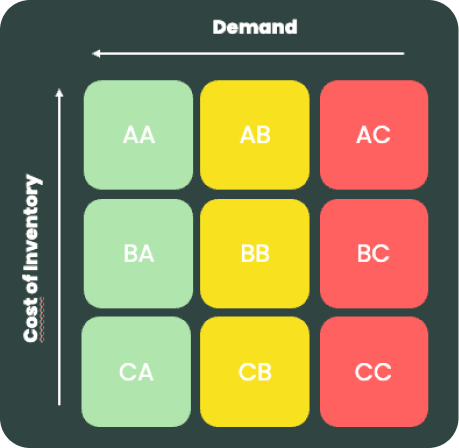 Demand
Cost of Inventory
AA AB AC
BA BB BC
CA CB CC